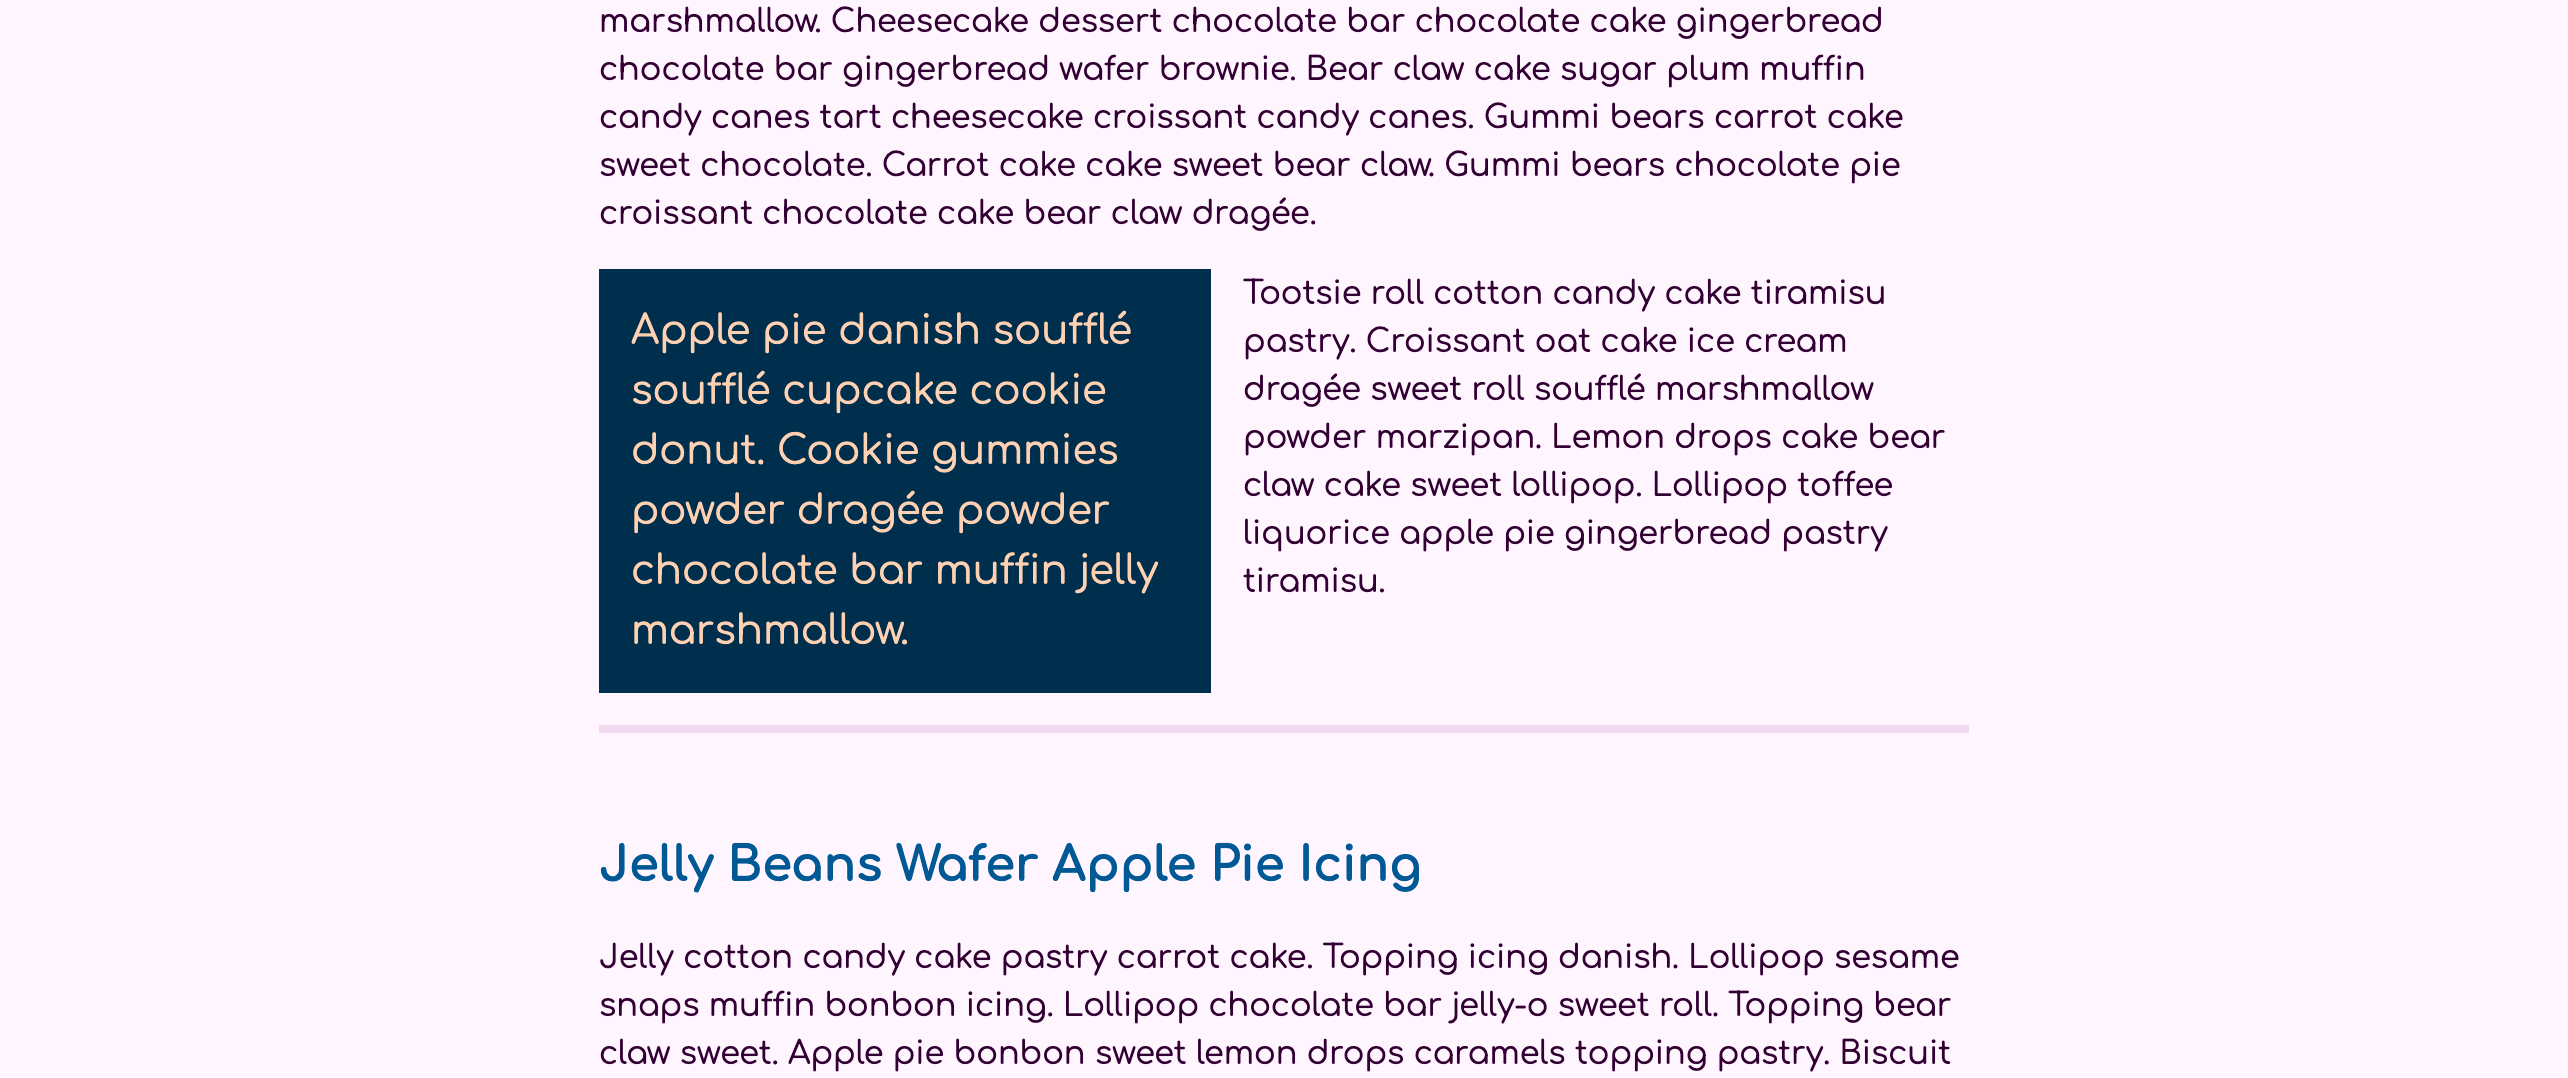 marshmallow. Cheesecake dessert chocolate bar chocolate cake gingerbread
chocolate bar gingerbread wafer brownie. Bear claw cake sugar plum muffin
candy canes tart cheesecake croissant candy canes. Gummi bears carrot cake
sweet chocolate. Carrot cake cake sweet bear claw. Gummi bears chocolate pie
croissant chocolate cake bear claw dragée.
Apple pie danish soufflé
soufflé cupcake cookie
donut. Cookie gummies
powder dragée powder
chocolate bar muffin jelly
marshmallow.
Tootsie roll cotton candy cake tiramisu
pastry. Croissant oat cake ice cream
dragée sweet roll soufflé marshmallow
powder marzipan. Lemon drops cake bear
claw cake sweet lollipop. Lollipop toffee
liquorice apple pie gingerbread pastry
tiramisu.
Jelly Beans Wafer Apple Pie Icing
Jelly cotton candy cake pastry carrot cake. Topping icing danish. Lollipop sesame
snaps muffin bonbon icing. Lollipop chocolate bar jelly-o sweet roll. Topping bear
claw sweet. Apple pie bonbon sweet lemon drops caramels topping pastry. Biscuit